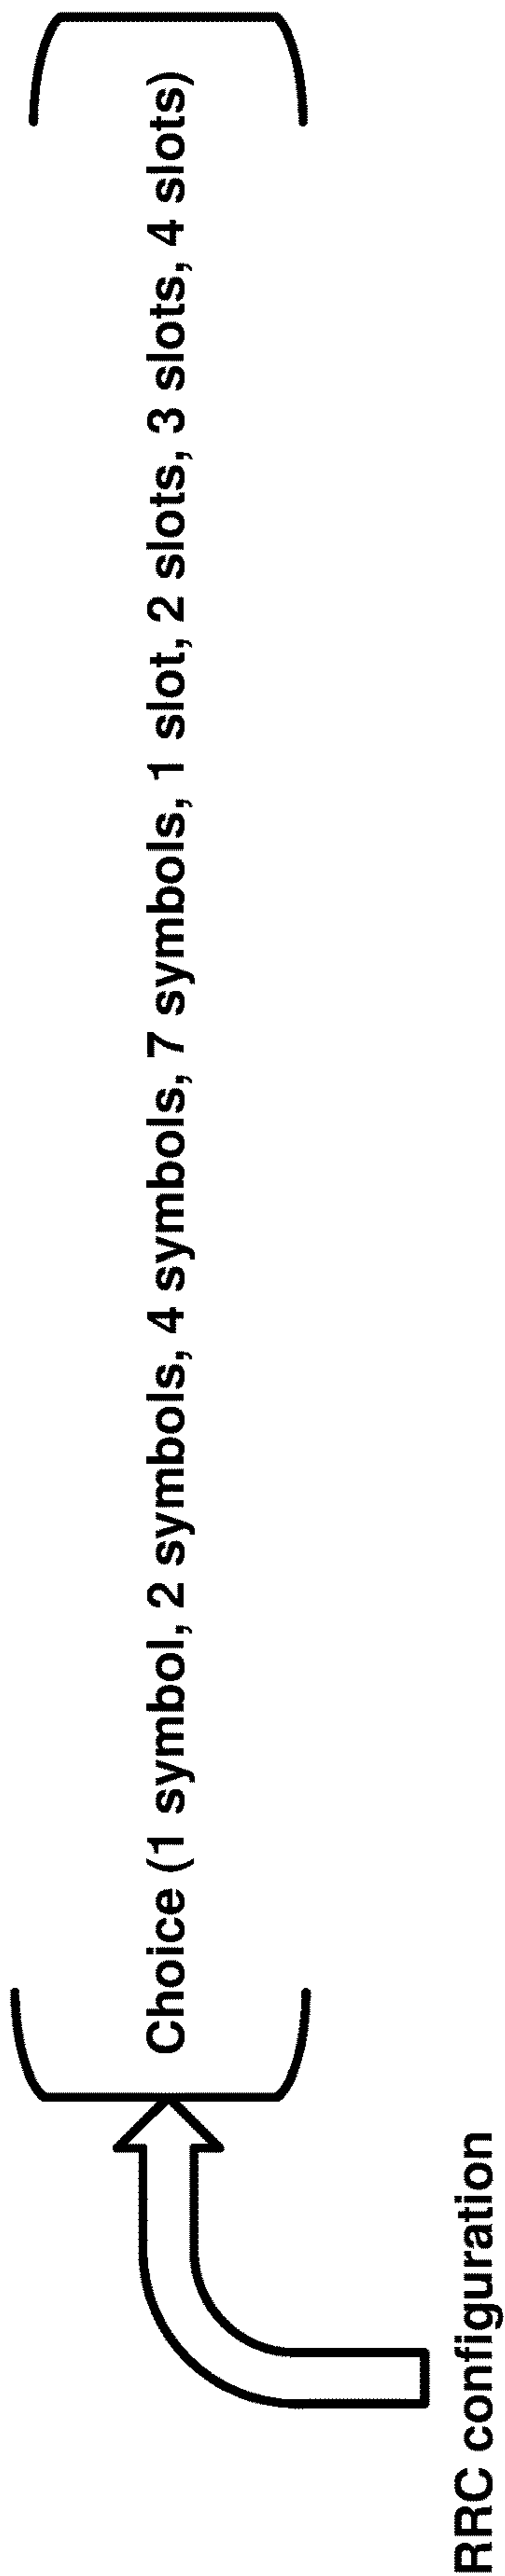 Choice (1 symbol, 2 symbols, 4 symbols, 7 symbols, 1 slot, 2 slots, 3 slots, 4 slots)
RRC configuration